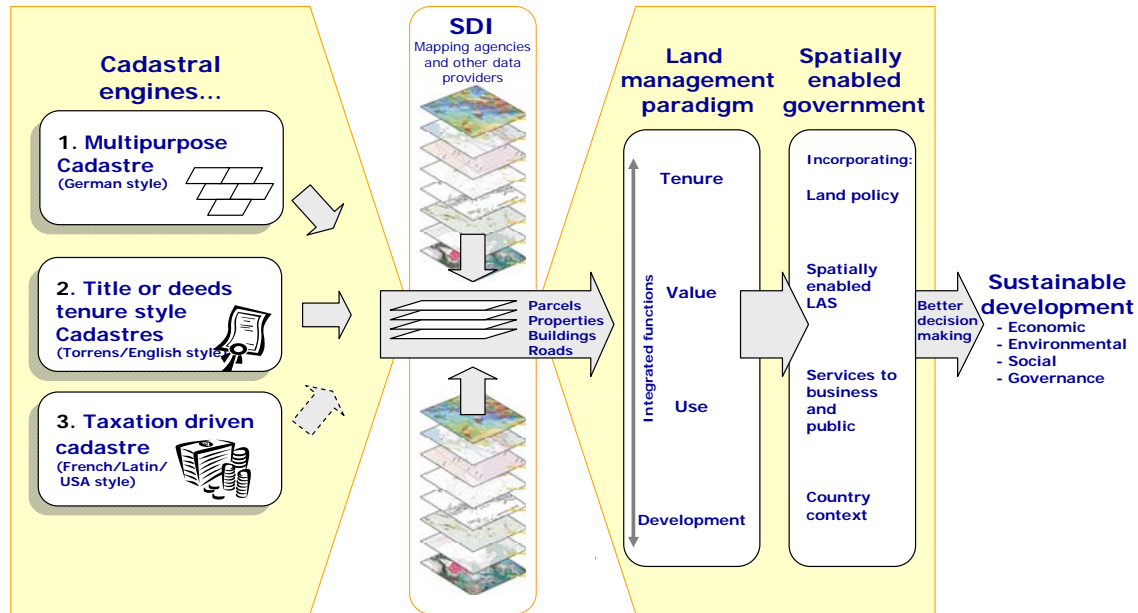 Cadastral
engines...
1. Multipurpose
Cadastre
(German style)
2. Title or deeds
tenure style
Cadastres
(Torrens/English style)
3. Taxation driven
cadastre
(French/Latin/
USA style)
SDI
Mapping agencies
and other data
providers
Parcels
Properties
Buildings
Roads
Land
management
paradigm
Integrated functions
Tenure
Value
Use
Development
Spatially
enabled
government
Incorporating:
Land policy
Spatially
enabled
LAS
Services to
business
and
public
Country
context
Better
decision
making
Sustainable
development
- Economic
- Environmental
- Social
- Governance